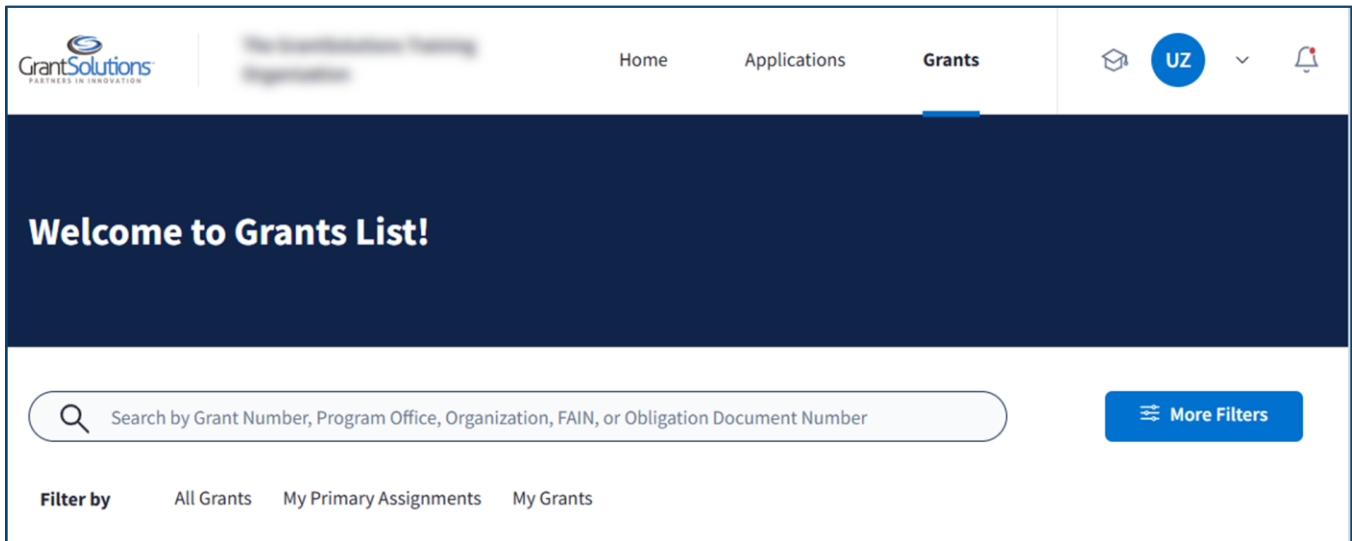 GrantSolutions
PARTNERS IN INNOVATION
Home Applications Grants UZ
Welcome to Grants List!
Search by Grant Number, Program Office, Organization, FAIN, or Obligation Document Number
More Filters
Filter by All Grants My Primary Assignments My Grants